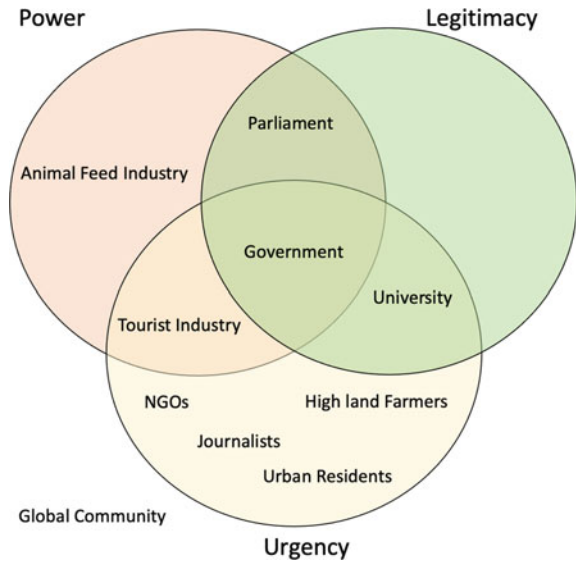 Power
Legitimacy
Parliament
Animal Feed Industry
Government
University
Tourist Industry
NGOs
High land Farmers
Journalists
Urban Residents
Global Community
Urgency